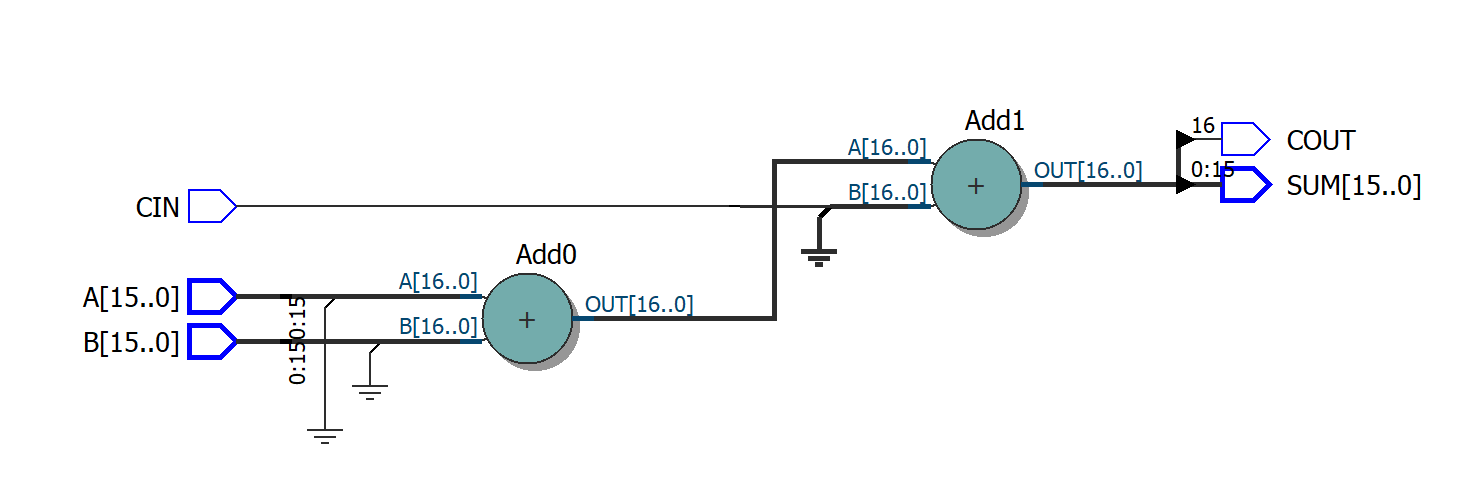 Add1
A[16..0]
16
COUT
OUT[16..0]
0:15
SUM[15..0]
B[16..0]
+
CIN
Add0
A[15..0]
0:15
A[16..0]
OUT[16..0]
B[15..0]
0:15
B[16..0]
+